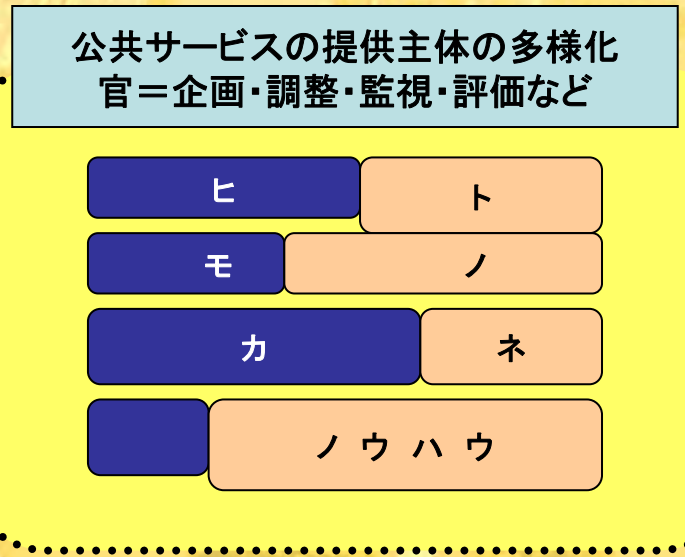 公共サービスの提供主体の多様化
官＝企画・調整・監視・評価など
ヒ ト
モ ノ
カ ネ
ノ ウ ハ ウ